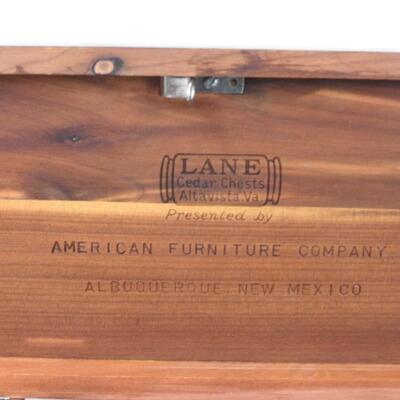 LANE
Cedar Chests
Altavista.Va.
Presented by
AMERICAN FURNITURE COMPANY
ALBUQUERQUE, NEW MEXICO